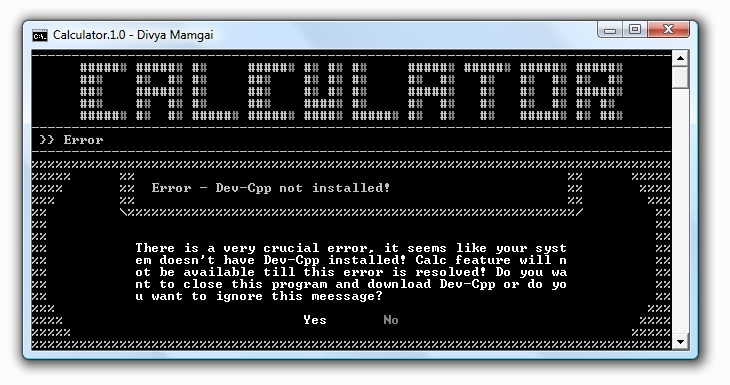 Calculator.1.0 - Divya Mamgai
CALCULATOR
>> Error
Error - Dev-Cpp not installed!
There is a very crucial error, it seems like your syst
em doesn't have Dev-Cpp installed! Calc feature will n
ot be available till this error is resolved! Do you wa
nt to close this program and download Dev-Cpp or do yo
u want to ignore this meessage?
Yes No